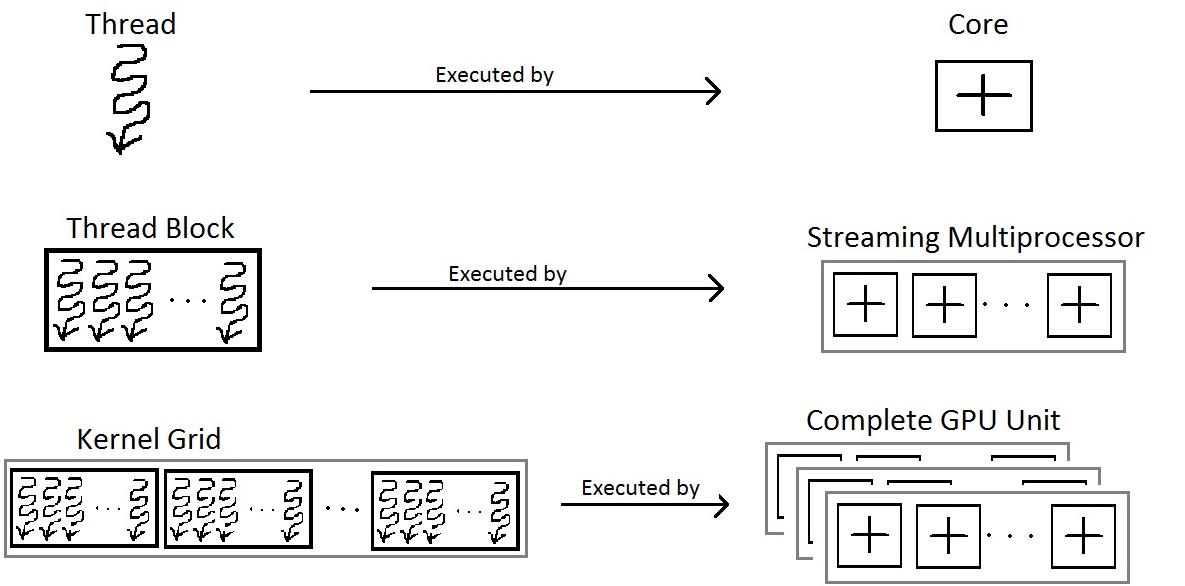 Thread
Executed by
Core
Thread Block
Executed by
Streaming Multiprocessor
Kernel Grid
Executed by
Complete GPU Unit